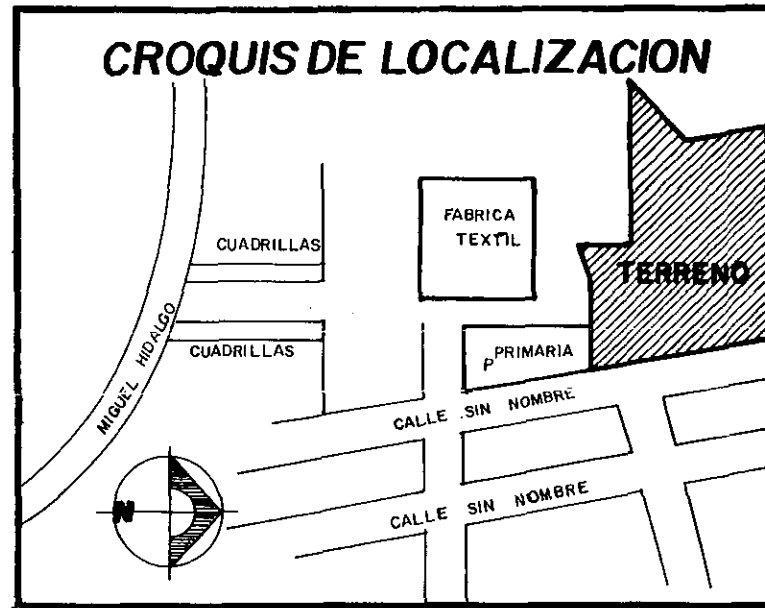 CROQUIS DE LOCALIZACION
FABRICA
TEXTIL
CUADRILLAS
TERRENO
MIGUEL HIDALGO
CUADRILLAS
P PRIMARIA
CALLE SIN NOMBRE
N
CALLE SIN NOMBRE